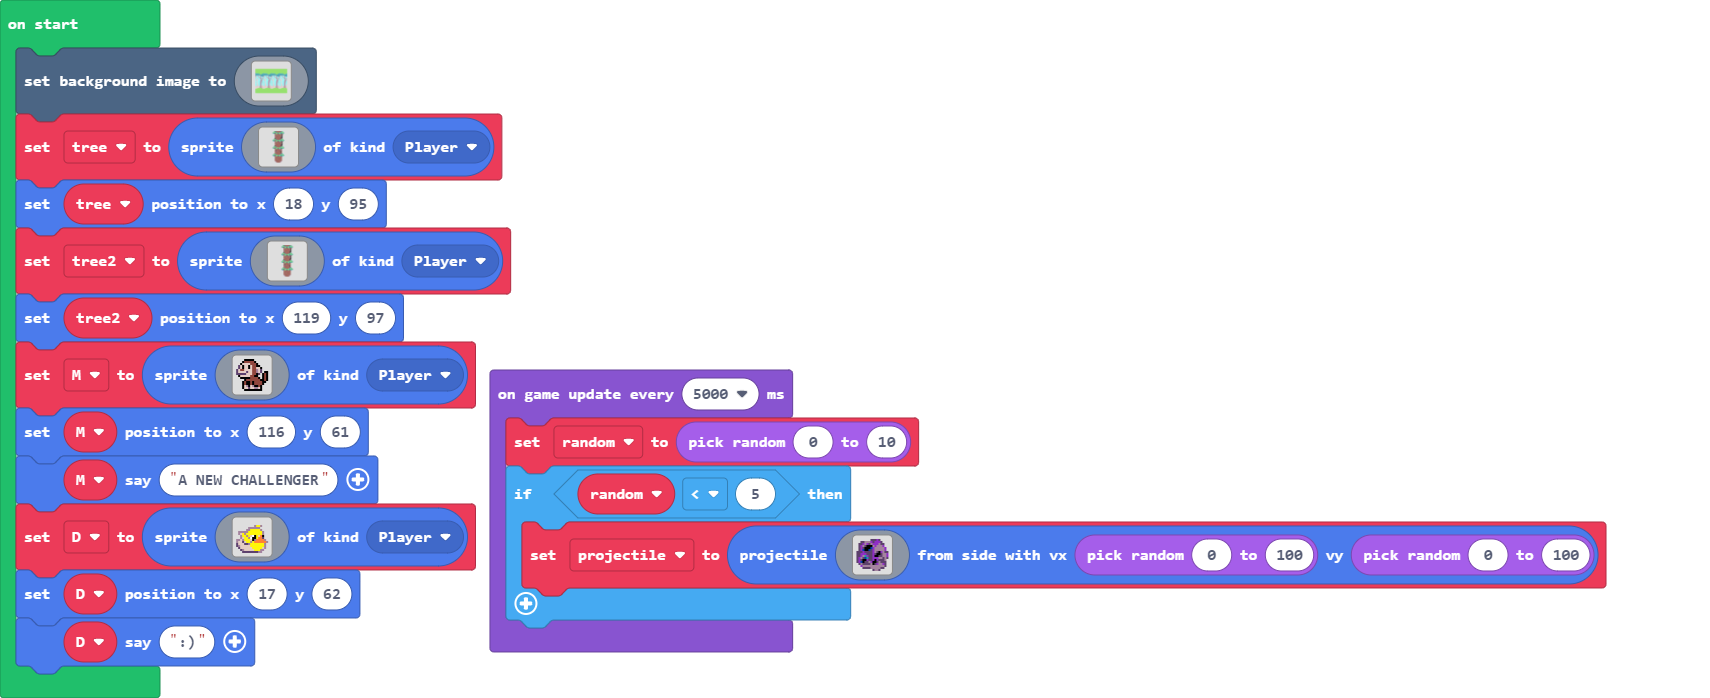 on start
set background image to
set tree to sprite of kind Player
set tree position to x 18 y 95
set tree2 to sprite of kind Player
set tree2 position to x 119 y 97
set M to sprite of kind Player
set M position to x 116 y 61
M say "A NEW CHALLENGER"
set D to sprite of kind Player
set D position to x 17 y 62
D say ":)"
on game update every 5000 ms
set random to pick random 0 to 10
if random < 5 then
set projectile to projectile from side with vx pick random 0 to 100 vy pick random 0 to 100